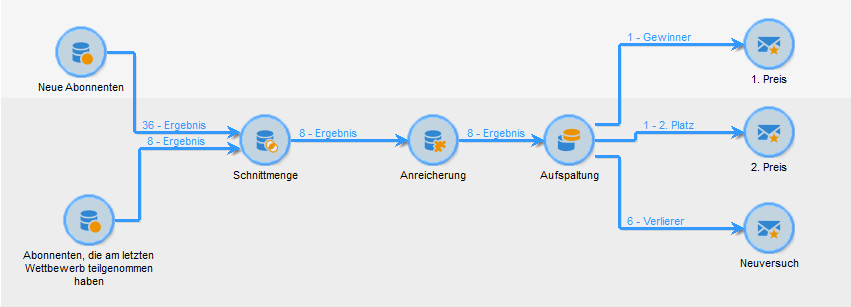 1 - Gewinner
1. Preis
Neue Abonnenten
36 - Ergebnis
8 - Ergebnis
8 - Ergebnis
8 - Ergebnis
1 - 2. Platz
Schnittmenge
Anreicherung
Aufspaltung
2. Preis
6 - Verlierer
Abonnenten, die am letzten
Wettbewerb teilgenommen
haben
Neuversuch